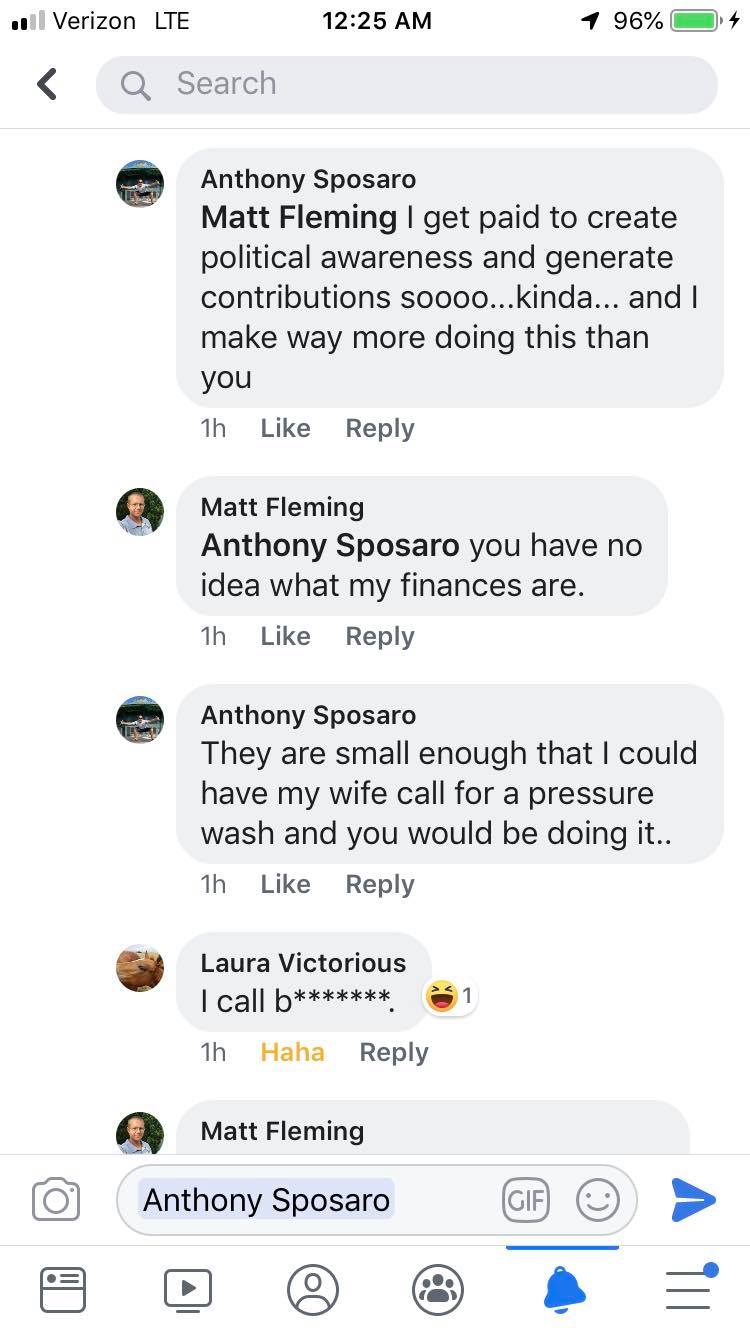 Verizon LTE 12:25 AM 96%
Search
Anthony Sposaro
Matt Fleming I get paid to create
political awareness and generate
contributions soooo...kinda... and I
make way more doing this than
you
1h Like Reply
Matt Fleming
Anthony Sposaro you have no
idea what my finances are.
1h Like Reply
Anthony Sposaro
They are small enough that I could
have my wife call for a pressure
wash and you would be doing it..
1h Like Reply
Laura Victorious
I call b*******.
1
1h Haha Reply
Matt Fleming
Anthony Sposaro GIF